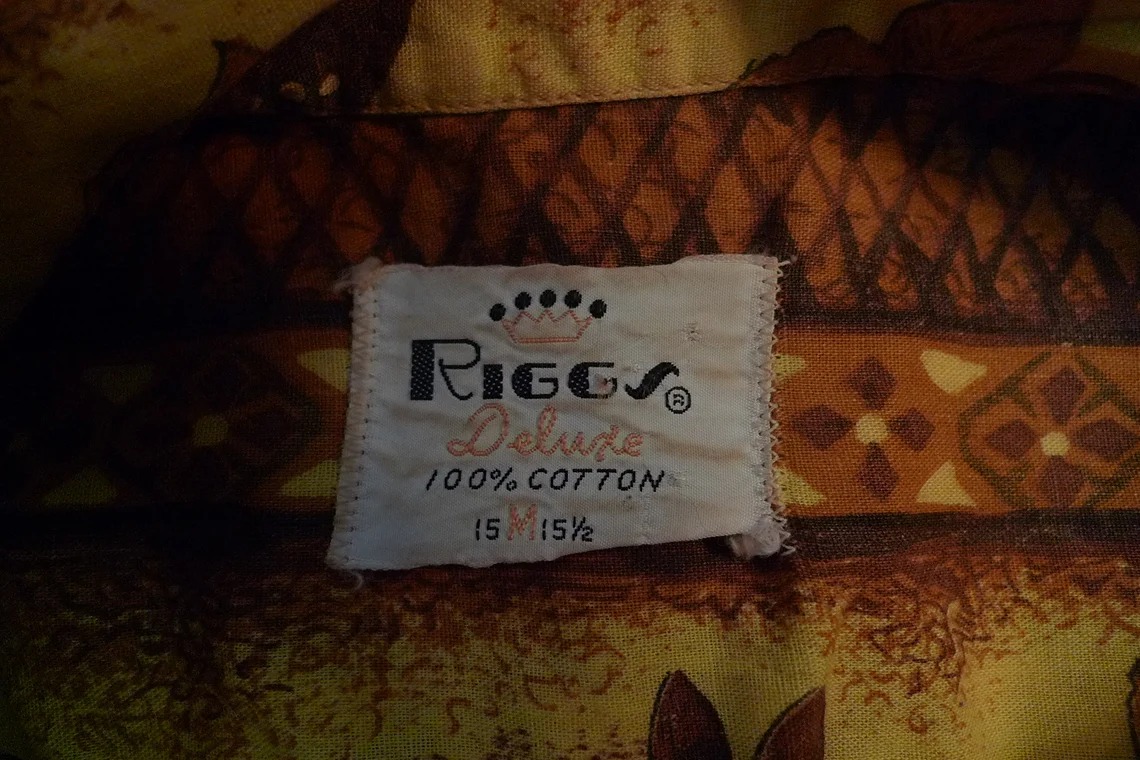 RIGGS®
Deluxe
100% COTTON
15 M 15½